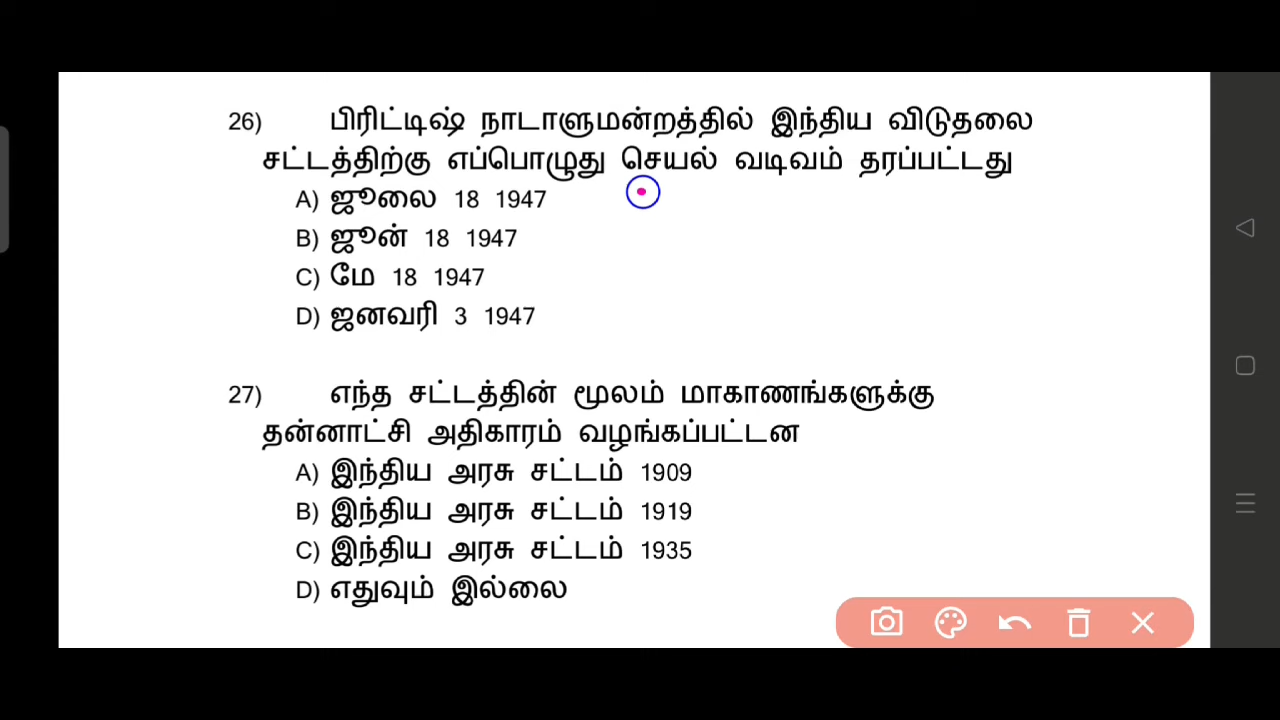 26) பிரிட்டிஷ் நாடாளுமன்றத்தில் இந்திய விடுதலை
சட்டத்திற்கு எப்பொழுது செயல் வடிவம் தரப்பட்டது
A) ஜூலை 18 1947
B) ஜூன் 18 1947
C) மே 18 1947
D) ஜனவரி 3 1947
27) எந்த சட்டத்தின் மூலம் மாகாணங்களுக்கு
தன்னாட்சி அதிகாரம் வழங்கப்பட்டன
A) இந்திய அரசு சட்டம் 1909
B) இந்திய அரசு சட்டம் 1919
C) இந்திய அரசு சட்டம் 1935
D) எதுவும் இல்லை